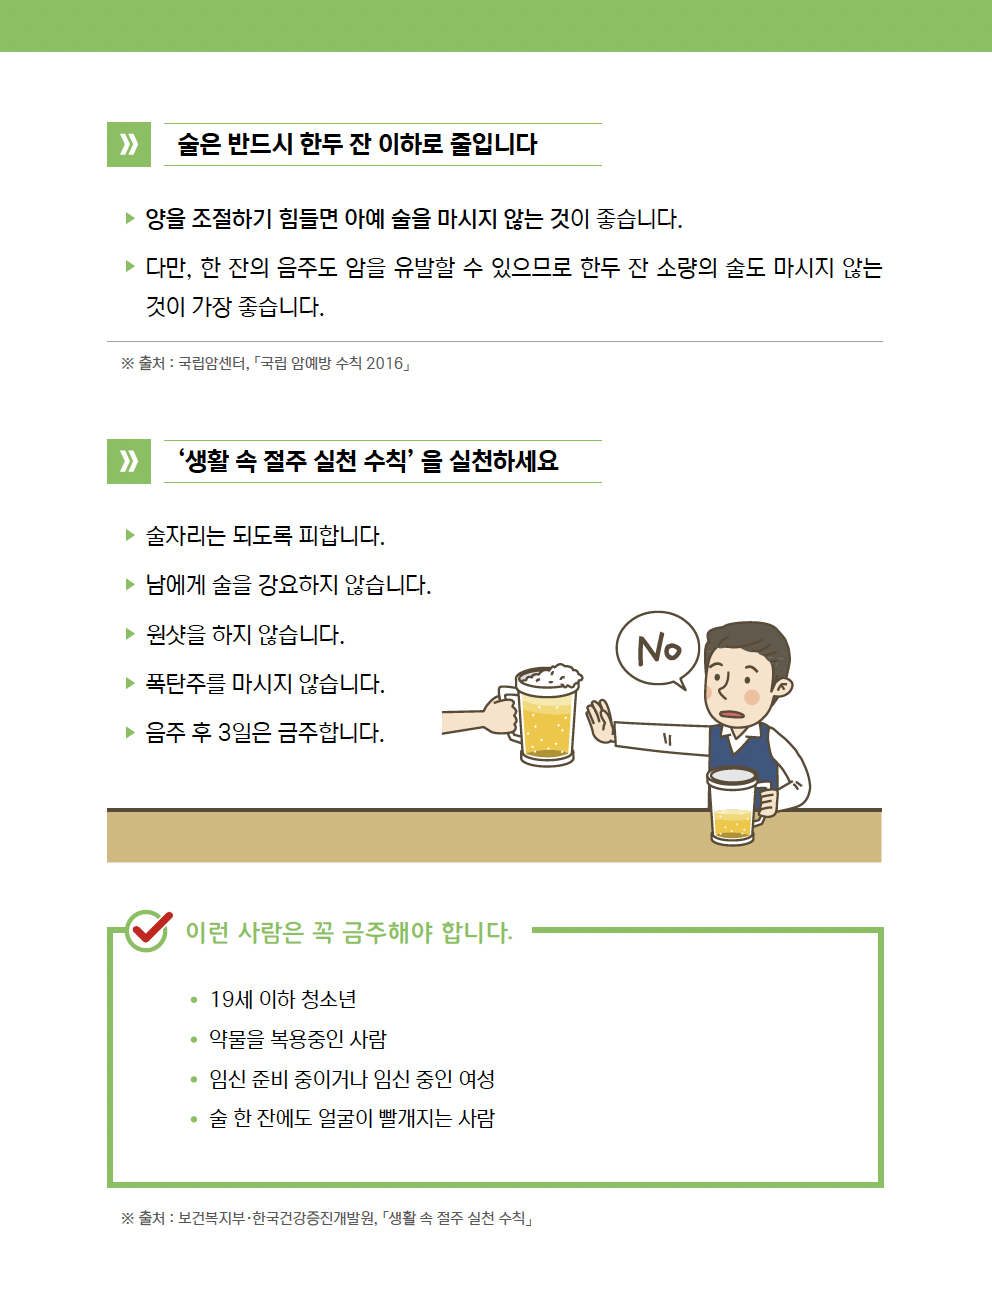 술은 반드시 한두 잔 이하로 줄입니다
양을 조절하기 힘들면 아예 술을 마시지 않는 것이 좋습니다.
다만, 한 잔의 음주도 암을 유발할 수 있으므로 한두 잔 소량의 술도 마시지 않는
것이 가장 좋습니다.
※ 출처 : 국립암센터, 「국립 암예방 수칙 2016」
‘생활 속 절주 실천 수칙’ 을 실천하세요
술자리는 되도록 피합니다.
남에게 술을 강요하지 않습니다.
원샷을 하지 않습니다.
폭탄주를 마시지 않습니다.
음주 후 3일은 금주합니다.
No
이런 사람은 꼭 금주해야 합니다.
• 19세 이하 청소년
• 약물을 복용중인 사람
• 임신 준비 중이거나 임신 중인 여성
• 술 한 잔에도 얼굴이 빨개지는 사람
※ 출처 : 보건복지부·한국건강증진개발원, 「생활 속 절주 실천 수칙」